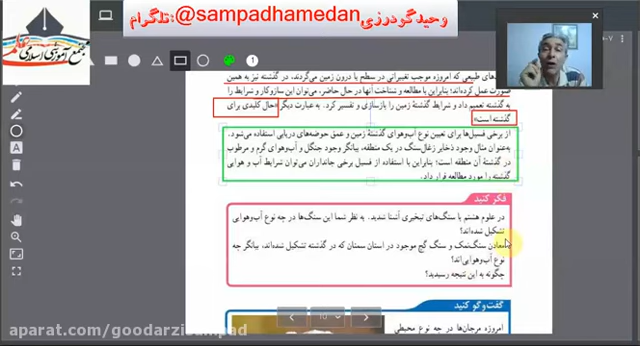 وحیدگودرزی@sampadhamedan:تلگرام
مجتمع آموزشی اسلامی
۷-۰۷
1
های طبیعی که امروزه موجب تغییراتی در سطح یا درون زمین می‌گردند، در گذشته نیز به همین
صورت عمل کرده‌اند؛ بنابراین با مطالعه و شناخت آنها در حال حاضر، می‌توان این سازوکار و شرایط را
به گذشته تعمیم داد و شرایط گذشتهٔ زمین را بازسازی و تفسیر کرد. به عبارت دیگر «حال کلیدی برای
گذشته است»
از برخی فسیل‌ها برای تعیین نوع آب‌وهوای گذشتهٔ زمین و عمق حوضه‌های دریایی استفاده می‌شود.
به‌عنوان مثال وجود ذخایر زغال‌سنگ در یک منطقه، بیانگر وجود جنگل و آب‌وهوای گرم و مرطوب
در گذشتهٔ آن منطقه است؛ بنابراین با استفاده از فسیل برخی جانداران می‌توان شرایط آب و هوایی
گذشته را مورد مطالعه قرار داد.
فکر کنید
در علوم هشتم با سنگ‌های تبخیری آشنا شدید. به نظر شما این سنگ‌ها در چه نوع آب‌وهوایی
تشکیل شده‌اند؟
معادن سنگ‌نمک و سنگ گچ موجود در استان سمنان که در گذشته تشکیل شده‌اند، بیانگر چه
نوع آب‌وهوایی‌اند؟
چگونه به این نتیجه رسیدید؟
گفت‌وگو کنید
امروزه مرجان‌ها در چه نوع محیطی
aparat.com/goodarzisampad